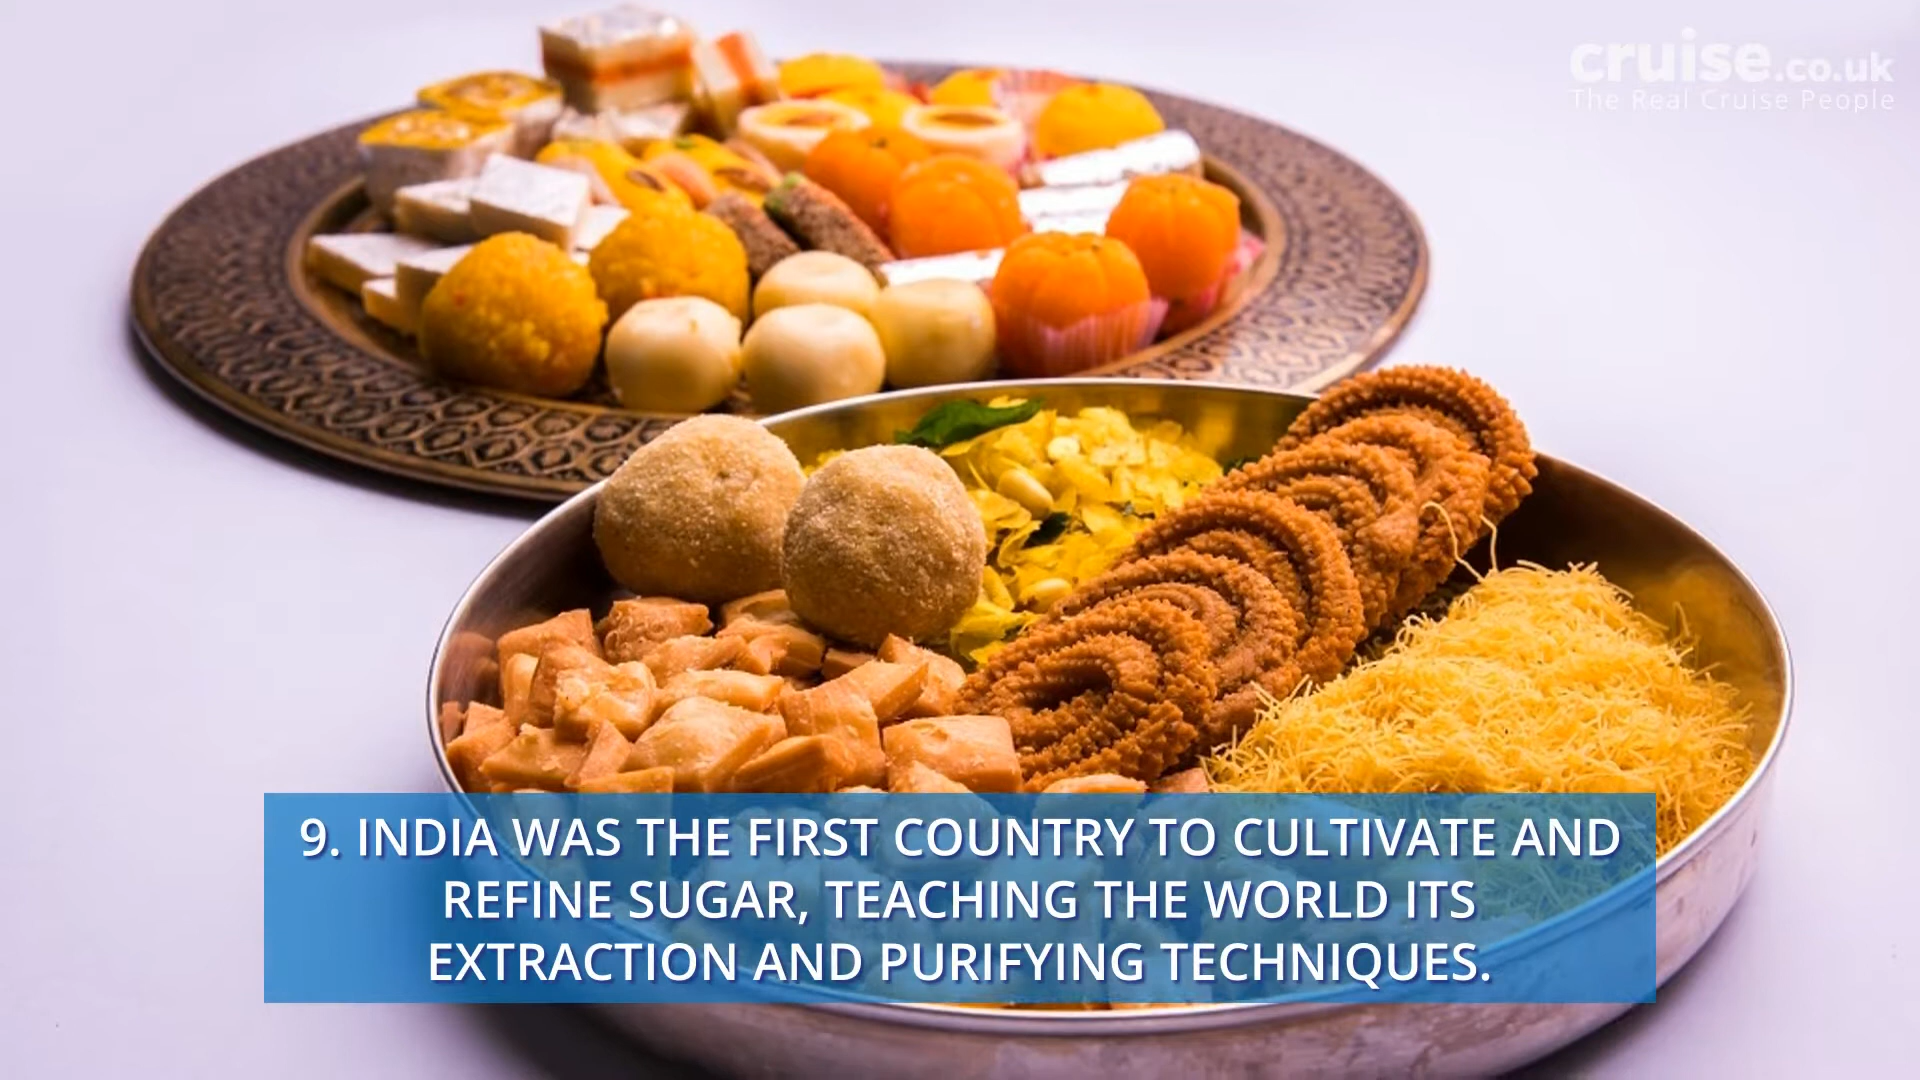 cruise.co.uk
The Real Cruise People
9. INDIA WAS THE FIRST COUNTRY TO CULTIVATE AND
REFINE SUGAR, TEACHING THE WORLD ITS
EXTRACTION AND PURIFYING TECHNIQUES.